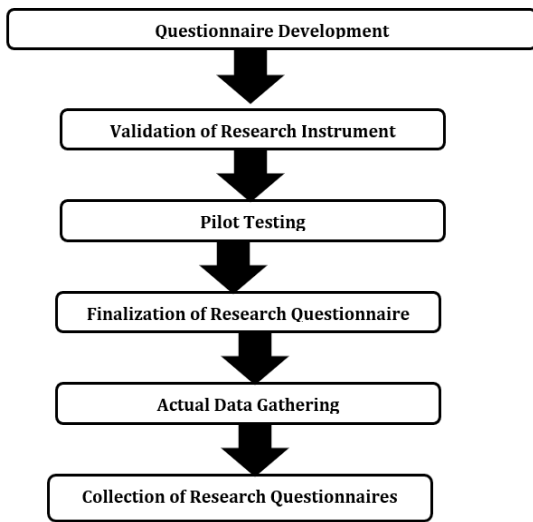 Questionnaire Development
Validation of Research Instrument
Pilot Testing
Finalization of Research Questionnaire
Actual Data Gathering
Collection of Research Questionnaires